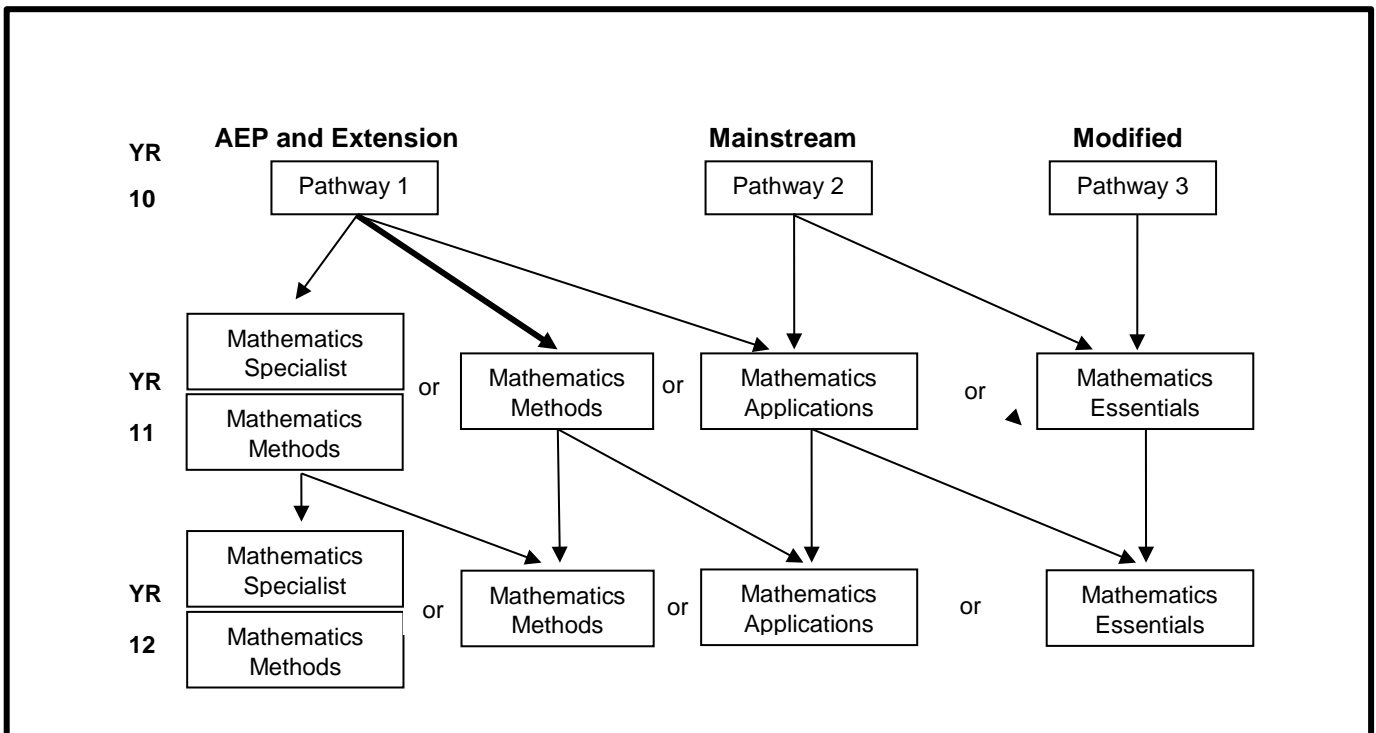 AEP and Extension
Mainstream
Modified
YR
10
Pathway 1
Pathway 2
Pathway 3
YR
11
Mathematics
Specialist
Mathematics
Methods
or
Mathematics
Methods
or
Mathematics
Applications
or
Mathematics
Essentials
YR
12
Mathematics
Specialist
Mathematics
Methods
or
Mathematics
Methods
or
Mathematics
Applications
or
Mathematics
Essentials